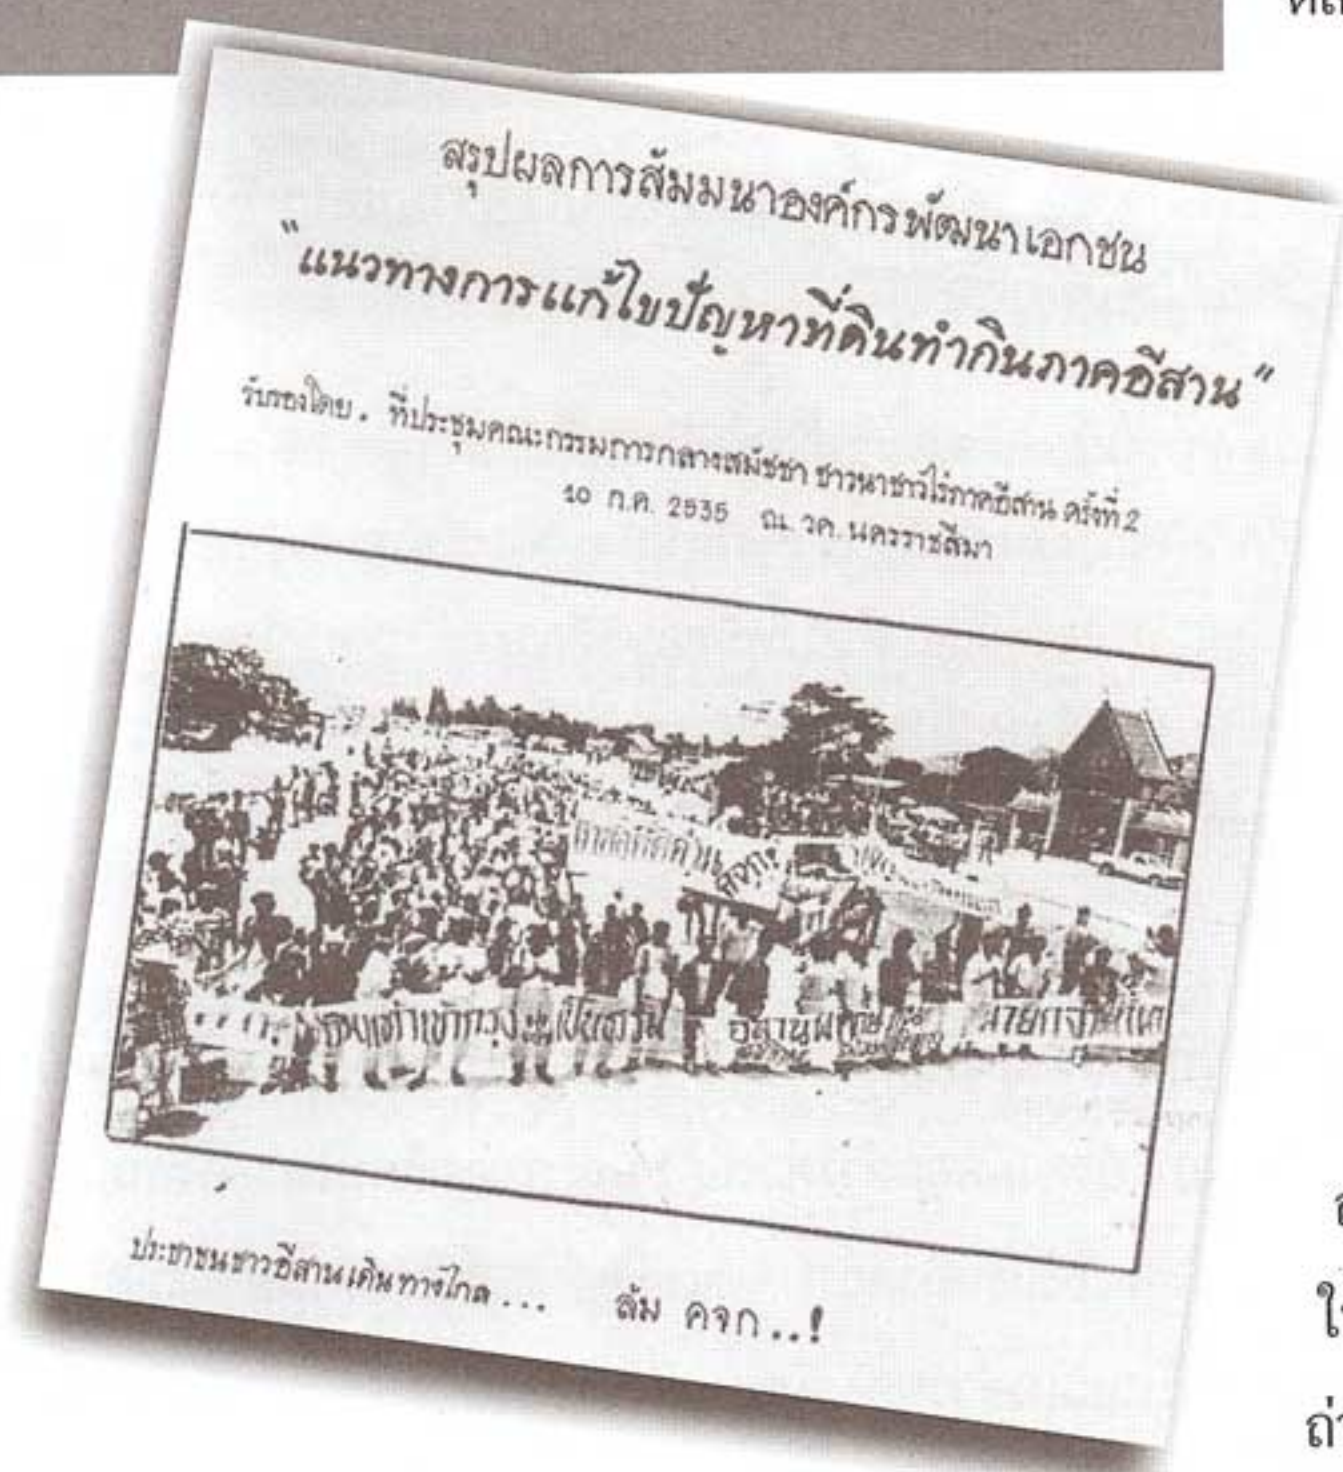 สรุปผลการสัมมนาองค์กรพัฒนาเอกชน
"แนวทางการแก้ไขปัญหาที่ดินทำกินภาคอีสาน"
รับรองโดย . ที่ประชุมคณะกรรมการกลางสมัชชา ชาวนาชาวไร่ภาคอีสาน ครั้งที่ 2
10 ก.ค. 2535 ณ. วค. นครราชสีมา
ประชาชนชาวอีสานเดินทางไกล ... ล้ม คจก ..!